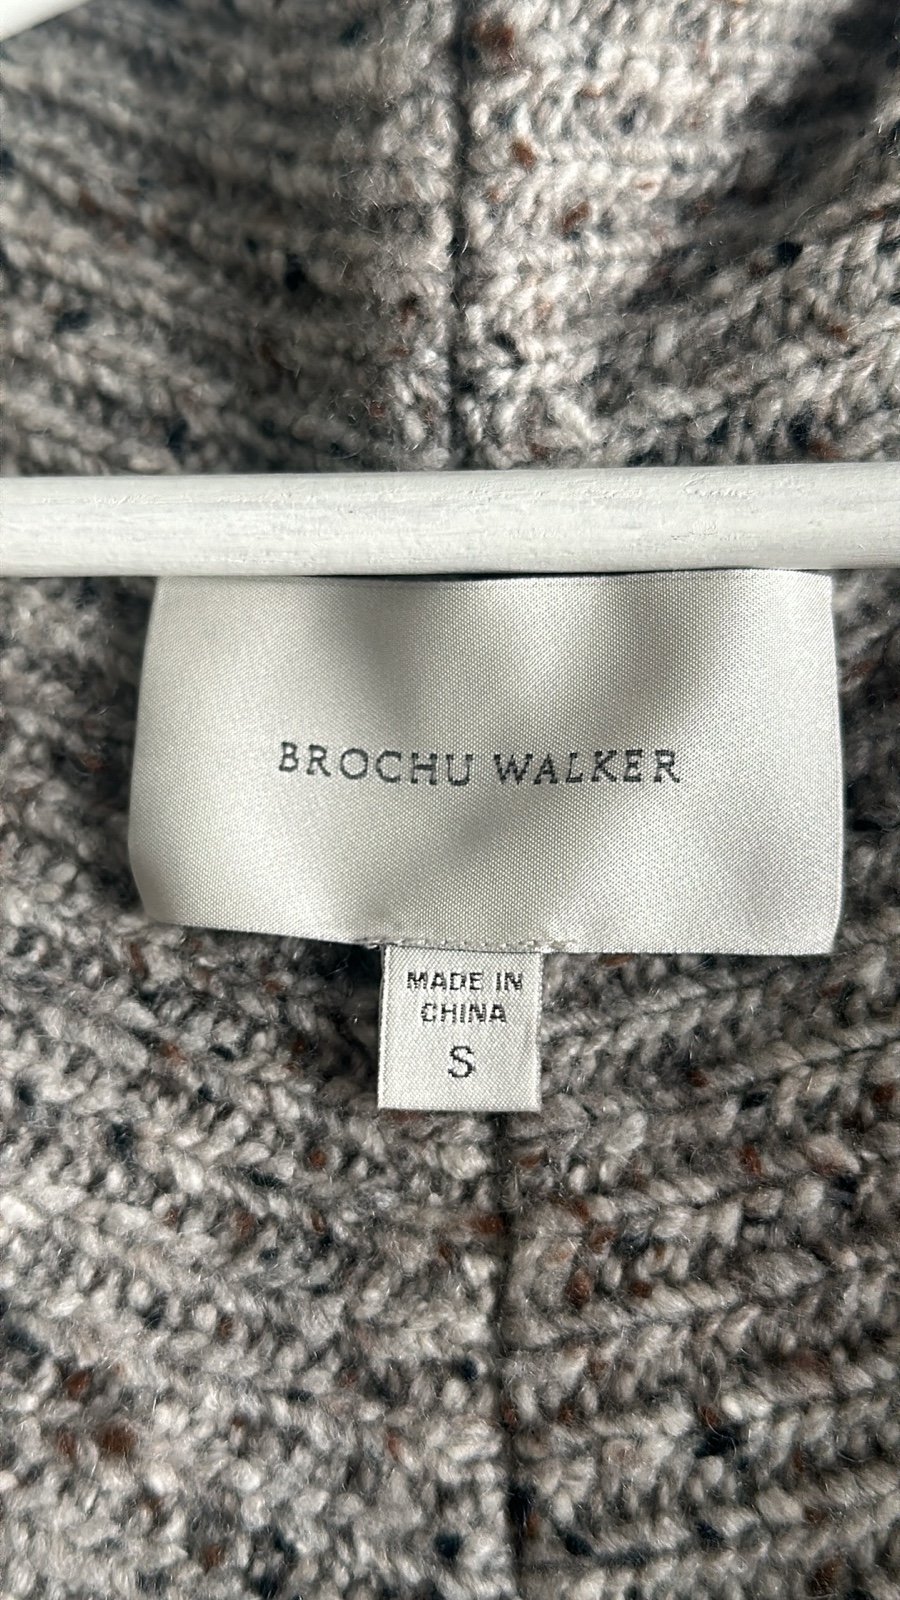 BROCHU WALKER
MADE IN
CHINA
S